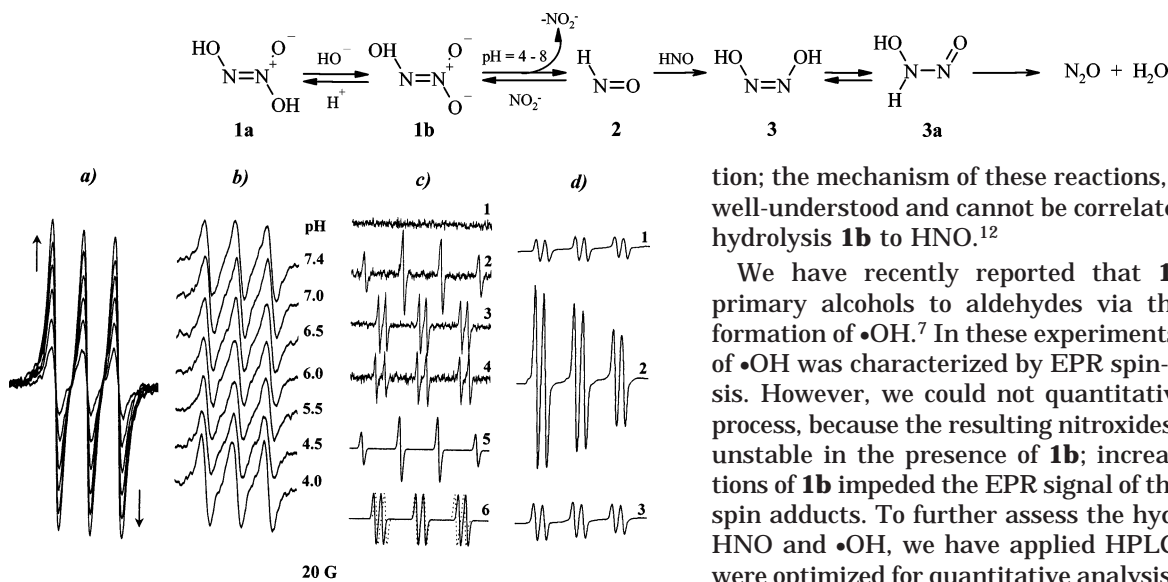 -NO₂⁻
HO O⁻ HO⁻ OH O⁻ pH = 4 - 8 H HNO HO OH HO O
N=N⁺ H⁺ N=N⁺ NO₂⁻ N=O N=N N-N N₂O + H₂O
OH O⁻ H
1a 1b 2 3 3a
a) b) c) d)
pH
7.4
7.0
6.5
6.0
5.5
4.5
4.0
1
2
3
4
5
6
1
2
3
20 G
tion; the mechanism of these reactions,
well-understood and cannot be correlate
hydrolysis 1b to HNO.¹²
We have recently reported that 1
primary alcohols to aldehydes via th
formation of •OH.⁷ In these experiments
of •OH was characterized by EPR spin-
sis. However, we could not quantitativ
process, because the resulting nitroxides
unstable in the presence of 1b; increa
tions of 1b impeded the EPR signal of th
spin adducts. To further assess the hyd
HNO and •OH, we have applied HPLC
were optimized for quantitative analysis